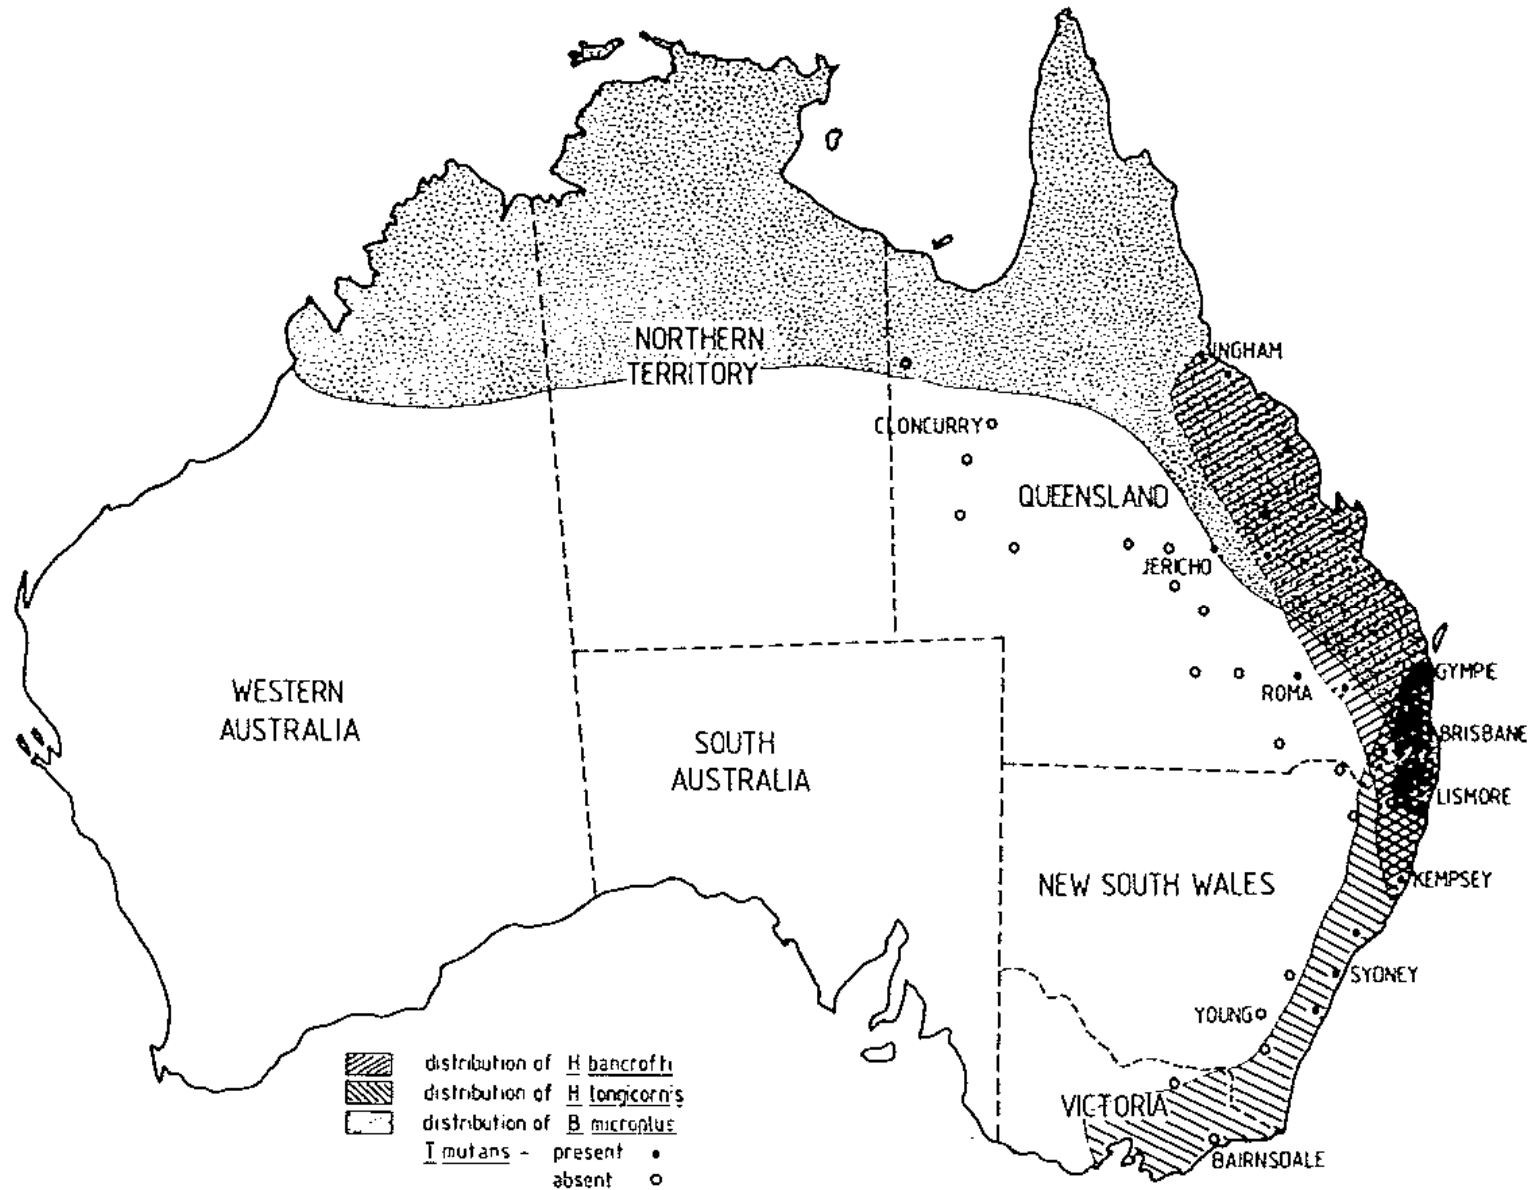 INGHAM
NORTHERN
TERRITORY
CLONCURRY
QUEENSLAND
JERICHO
GYMPIE
ROMA
WESTERN
AUSTRALIA
BRISBANE
SOUTH
AUSTRALIA
LISMORE
NEW SOUTH WALES
KEMPSEY
SYDNEY
YOUNG
VICTORIA
BAIRNSDALE
distribution of H bancrofti
distribution of H longicornis
distribution of B microplus
T mutans - present
absent